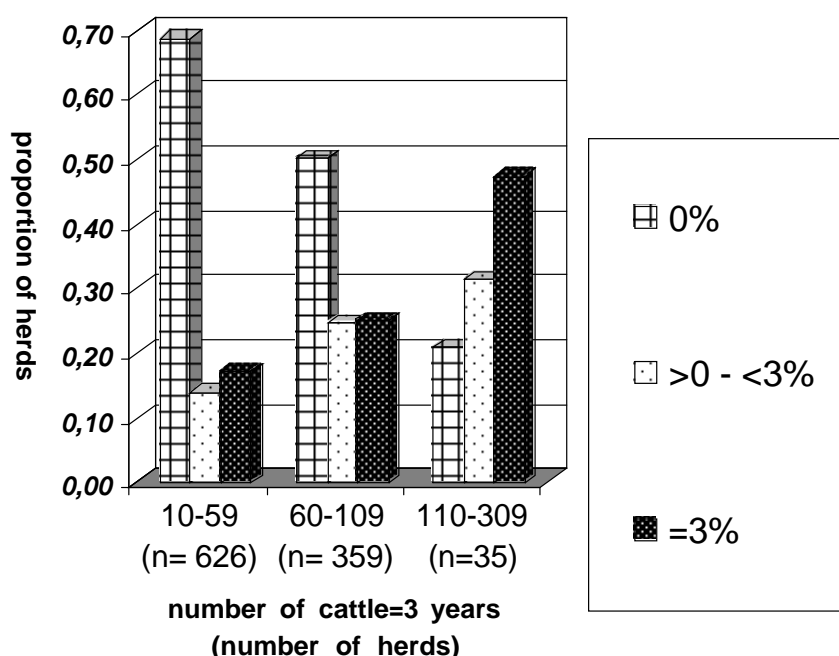 0,70
0,60
0,50
0,40
0,30
0,20
0,10
0,00
proportion of herds
10-59 60-109 110-309
(n= 626) (n= 359) (n=35)
number of cattle=3 years
(number of herds)
0%
>0 - <3%
=3%